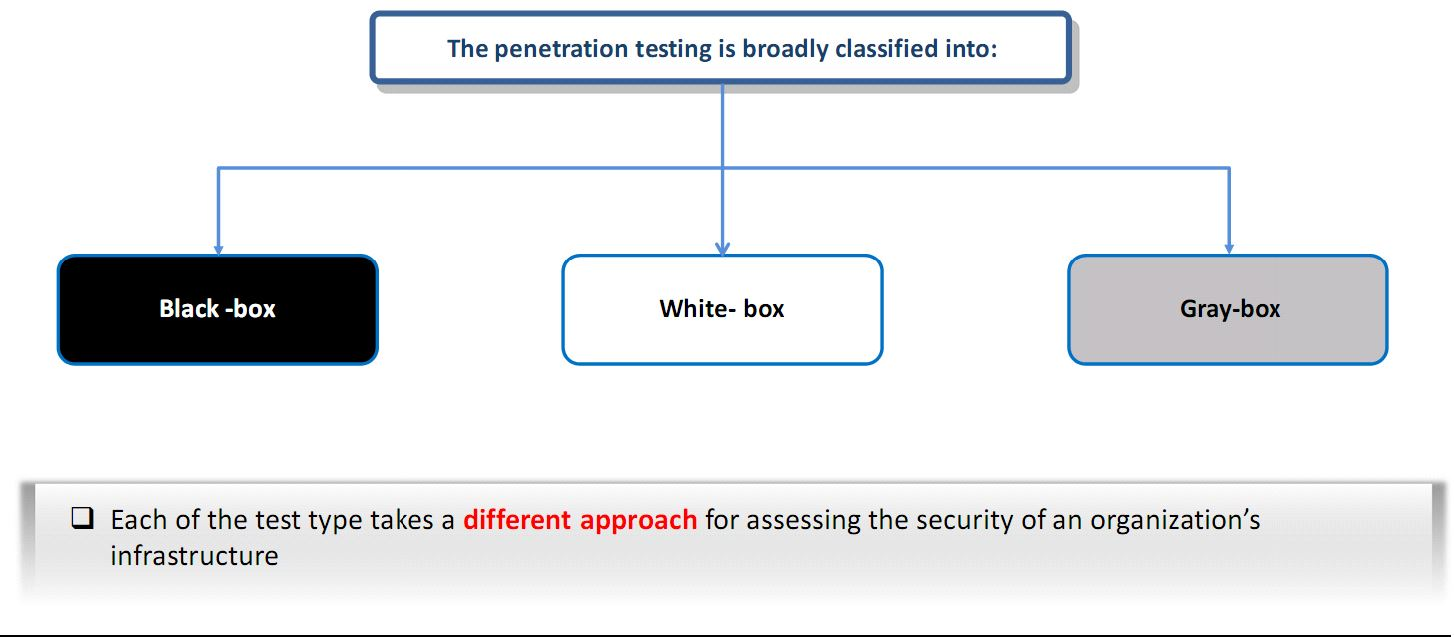 The penetration testing is broadly classified into:
Black -box
White- box
Gray-box
❑ Each of the test type takes a different approach for assessing the security of an organization’s
infrastructure